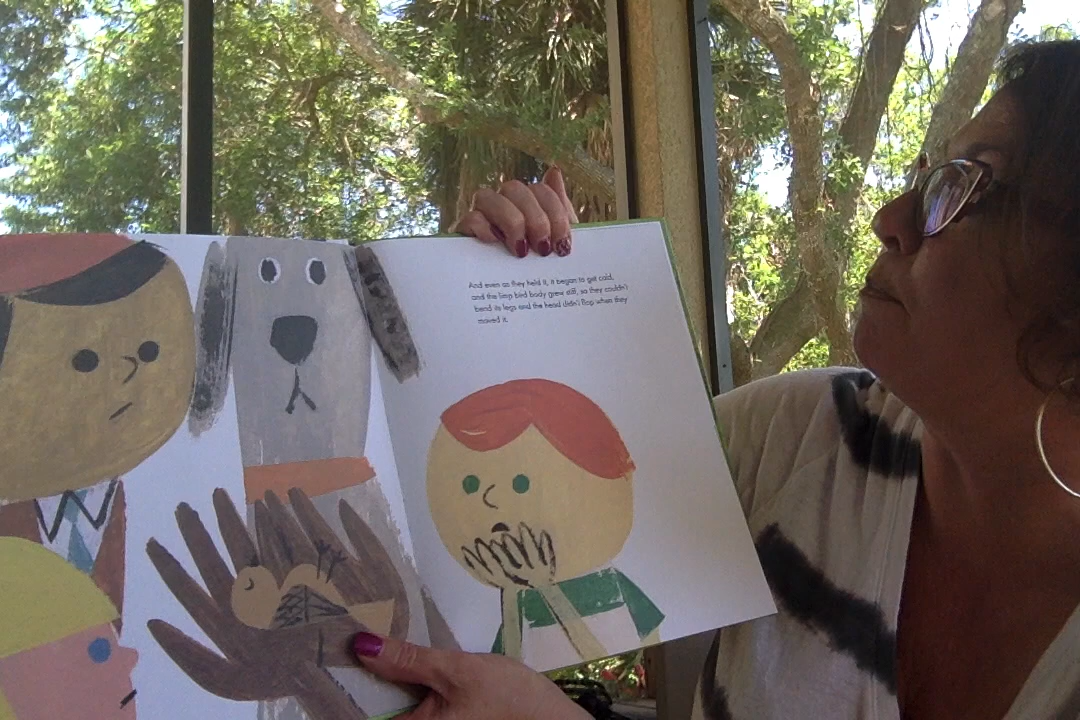 And even as they held it, it began to get cold,
and the limp bird body grew stiff, so they couldn't
bend its legs and the head didn't flop when they
moved it.